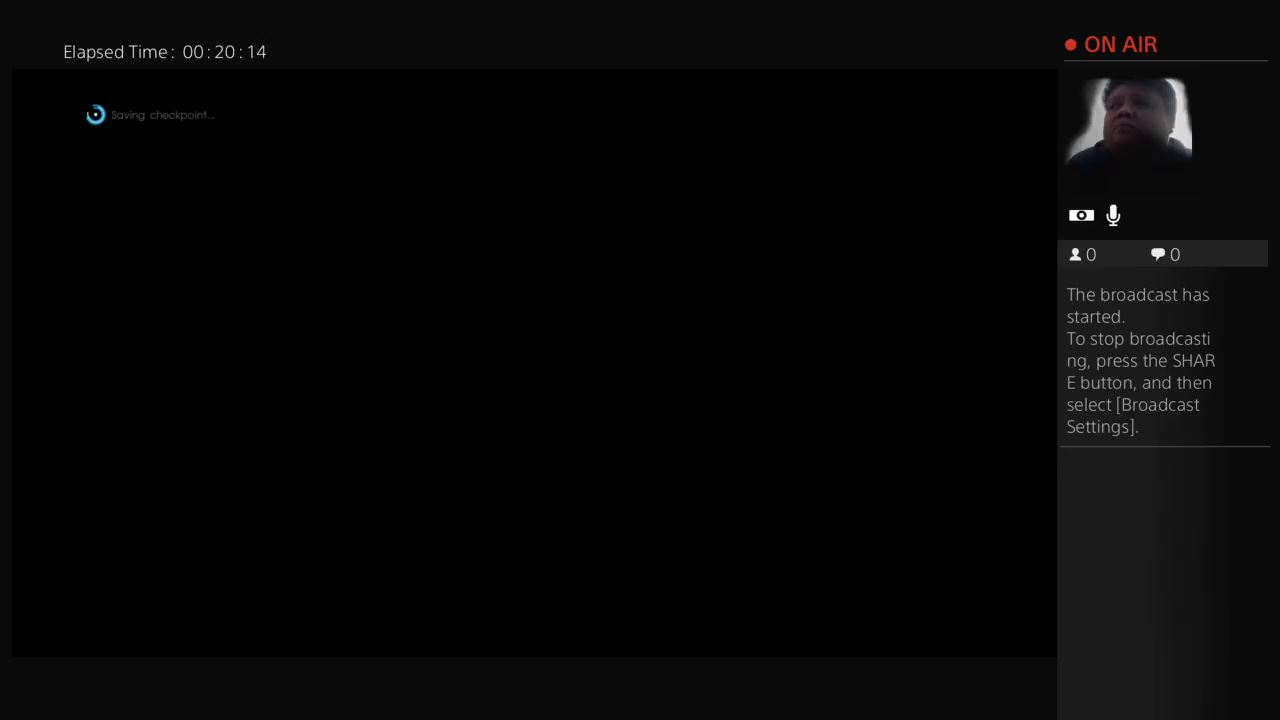 Elapsed Time: 00:20:14
ON AIR
Saving checkpoint...
0 0
The broadcast has
started.
To stop broadcasti
ng, press the SHAR
E button, and then
select [Broadcast
Settings].